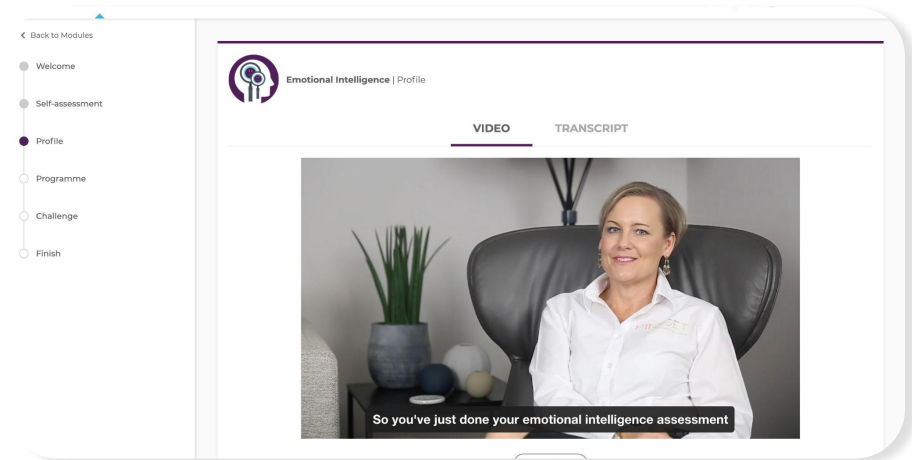 Back to Modules
Welcome
Self-assessment
Profile
Programme
Challenge
Finish
Emotional Intelligence | Profile
VIDEO
TRANSCRIPT
So you've just done your emotional intelligence assessment